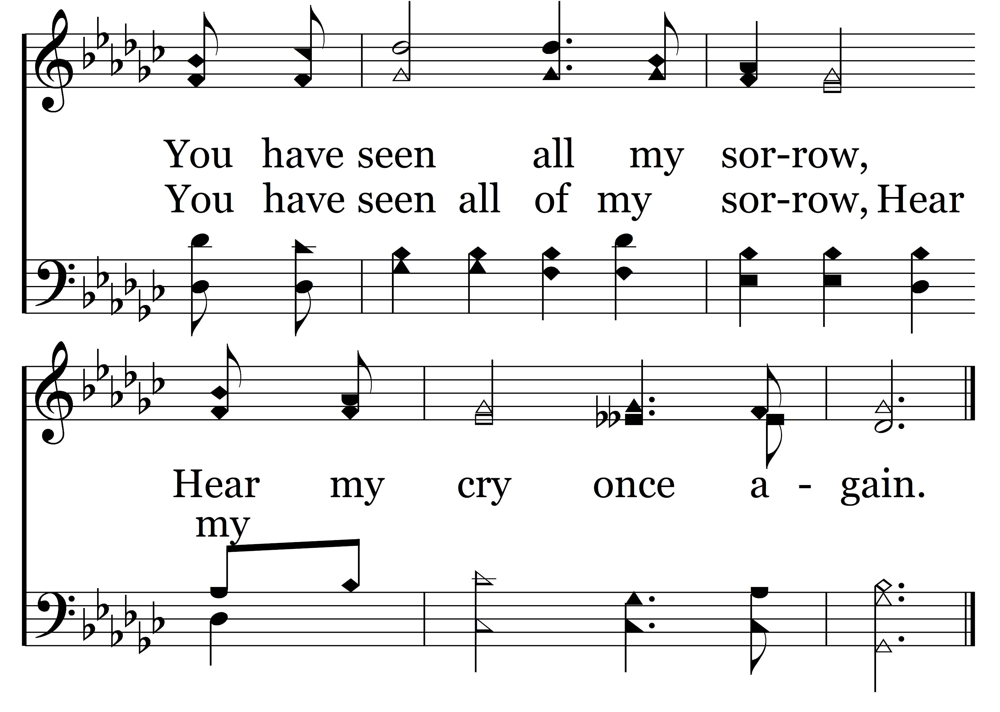 You have seen all my sor-row,
You have seen all of my sor-row, Hear
Hear my cry once a - gain.
my